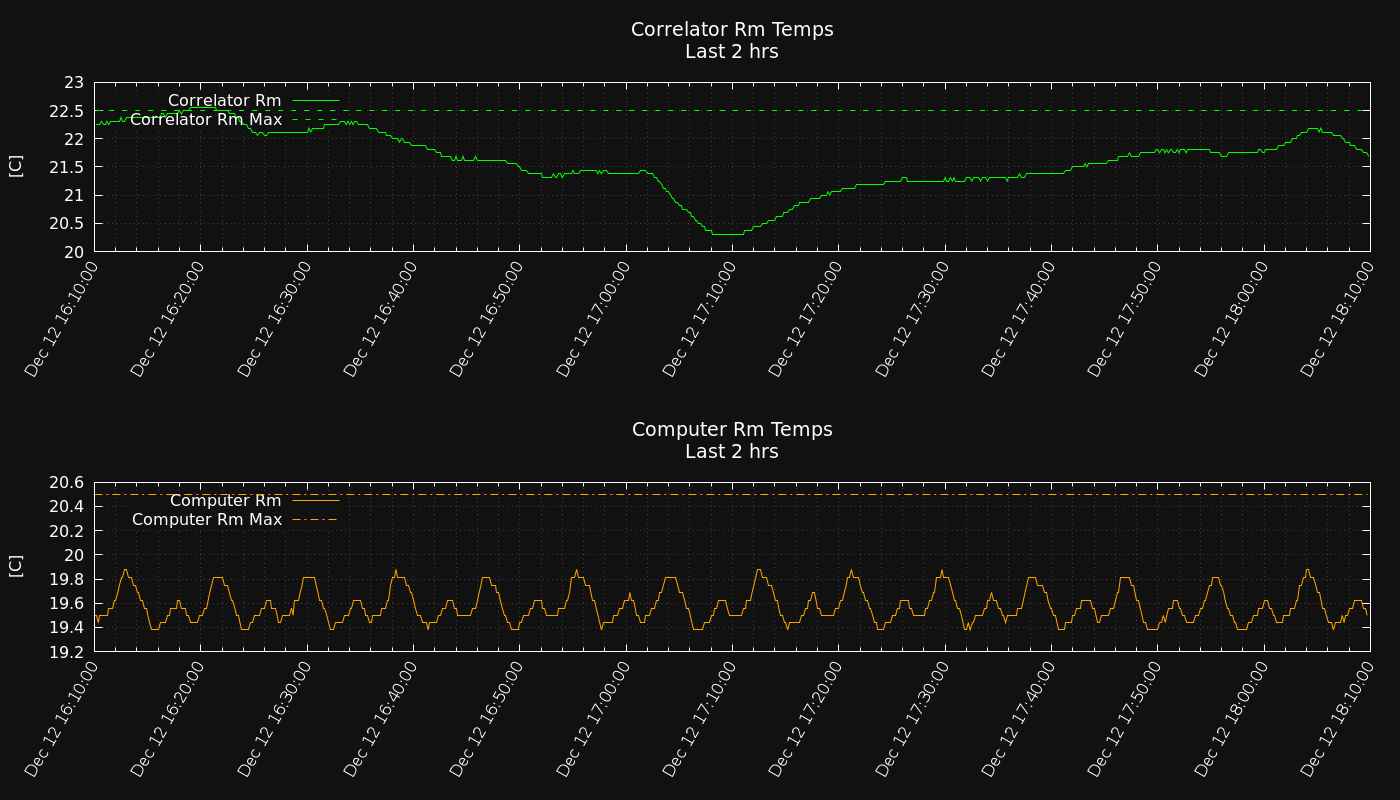 Correlator Rm Temps
Last 2 hrs
[C]
23
22.5
22
21.5
21
20.5
20
Correlator Rm
Correlator Rm Max
Dec 12 16:10:00
Dec 12 16:20:00
Dec 12 16:30:00
Dec 12 16:40:00
Dec 12 16:50:00
Dec 12 17:00:00
Dec 12 17:10:00
Dec 12 17:20:00
Dec 12 17:30:00
Dec 12 17:40:00
Dec 12 17:50:00
Dec 12 18:00:00
Dec 12 18:10:00
Computer Rm Temps
Last 2 hrs
[C]
20.6
20.4
20.2
20
19.8
19.6
19.4
19.2
Computer Rm
Computer Rm Max
Dec 12 16:10:00
Dec 12 16:20:00
Dec 12 16:30:00
Dec 12 16:40:00
Dec 12 16:50:00
Dec 12 17:00:00
Dec 12 17:10:00
Dec 12 17:20:00
Dec 12 17:30:00
Dec 12 17:40:00
Dec 12 17:50:00
Dec 12 18:00:00
Dec 12 18:10:00